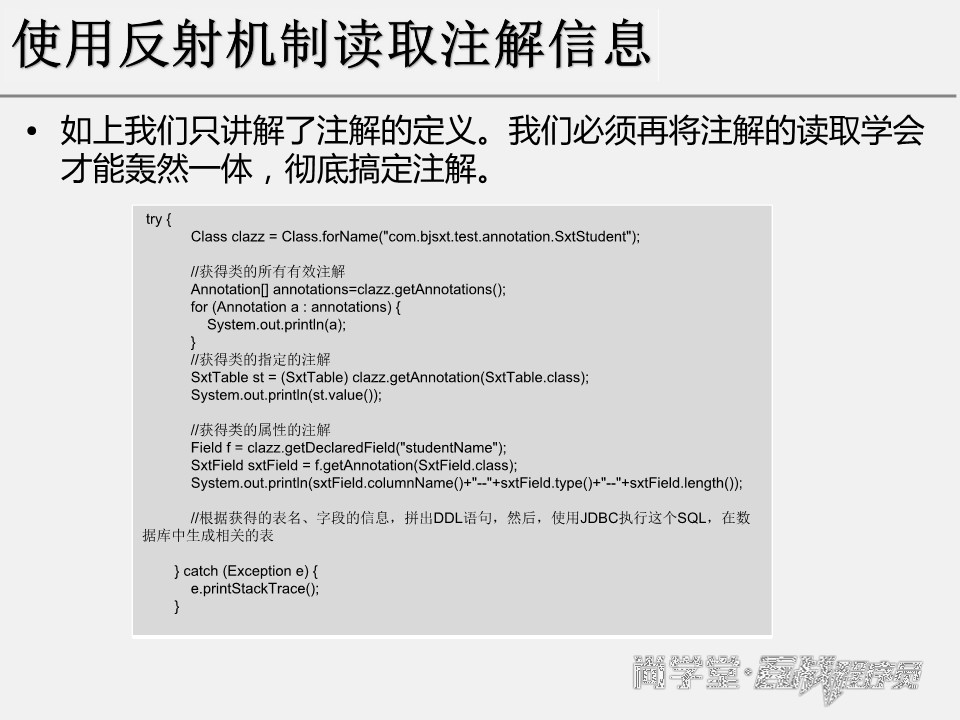 使用反射机制读取注解信息
• 如上我们只讲解了注解的定义。我们必须再将注解的读取学会
才能轰然一体，彻底搞定注解。
try {
Class clazz = Class.forName("com.bjsxt.test.annotation.SxtStudent");
//获得类的所有有效注解
Annotation[] annotations=clazz.getAnnotations();
for (Annotation a : annotations) {
System.out.println(a);
}
//获得类的指定的注解
SxtTable st = (SxtTable) clazz.getAnnotation(SxtTable.class);
System.out.println(st.value());
//获得类的属性的注解
Field f = clazz.getDeclaredField("studentName");
SxtField sxtField = f.getAnnotation(SxtField.class);
System.out.println(sxtField.columnName()+"--"+sxtField.type()+"--"+sxtField.length());
//根据获得的表名、字段的信息，拼出DDL语句，然后，使用JDBC执行这个SQL，在数
据库中生成相关的表
} catch (Exception e) {
e.printStackTrace();
}
尚学堂·实战程序员